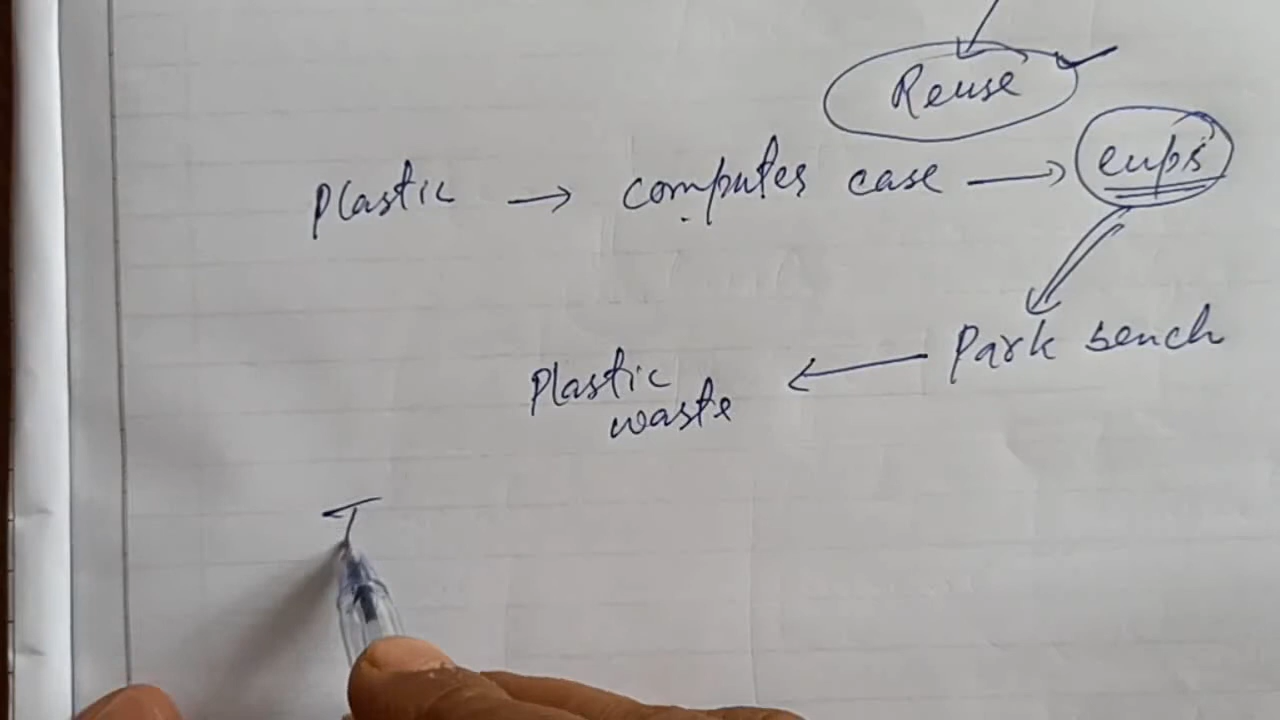 Reuse
Plastic → computes case → cups
Park bench
Plastic ←
waste
T